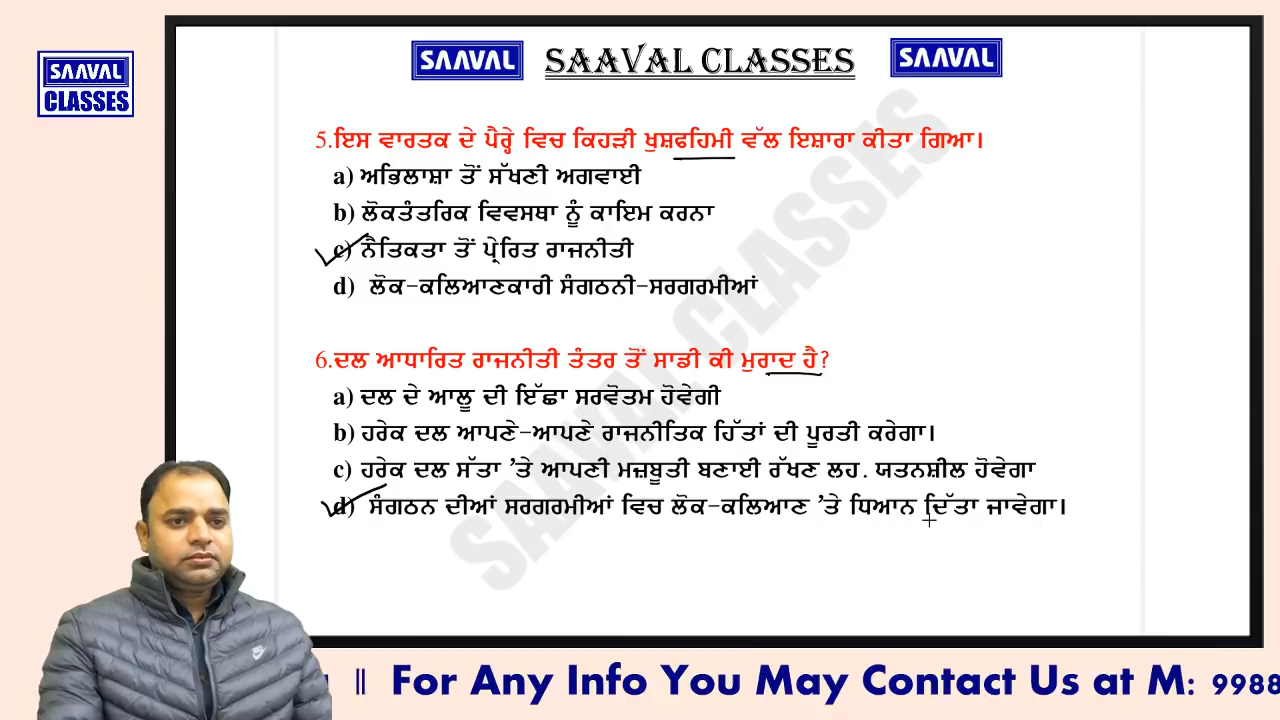 SAAVAL
CLASSES
SAAVAL SAAVAL CLASSES SAAVAL
SAAVAL CLASSES
5.ਇਸ ਵਾਰਤਕ ਦੇ ਪੈਰ੍ਹੇ ਵਿਚ ਕਿਹੜੀ ਖੁਸ਼ਫਹਿਮੀ ਵੱਲ ਇਸ਼ਾਰਾ ਕੀਤਾ ਗਿਆ।
a) ਅਭਿਲਾਸ਼ਾ ਤੋਂ ਸੱਖਣੀ ਅਗਵਾਈ
b) ਲੋਕਤੰਤਰਿਕ ਵਿਵਸਥਾ ਨੂੰ ਕਾਇਮ ਕਰਨਾ
c) ਨੈਤਿਕਤਾ ਤੋਂ ਪ੍ਰੇਰਿਤ ਰਾਜਨੀਤੀ
d) ਲੋਕ-ਕਲਿਆਣਕਾਰੀ ਸੰਗਠਨੀ-ਸਰਗਰਮੀਆਂ
6.ਦਲ ਆਧਾਰਿਤ ਰਾਜਨੀਤੀ ਤੰਤਰ ਤੋਂ ਸਾਡੀ ਕੀ ਮੁਰਾਦ ਹੈ?
a) ਦਲ ਦੇ ਆਲੂ ਦੀ ਇੱਛਾ ਸਰਵੋਤਮ ਹੋਵੇਗੀ
b) ਹਰੇਕ ਦਲ ਆਪਣੇ-ਆਪਣੇ ਰਾਜਨੀਤਿਕ ਹਿੱਤਾਂ ਦੀ ਪੂਰਤੀ ਕਰੇਗਾ।
c) ਹਰੇਕ ਦਲ ਸੱਤਾ ’ਤੇ ਆਪਣੀ ਮਜ਼ਬੂਤੀ ਬਣਾਈ ਰੱਖਣ ਲਹ. ਯਤਨਸ਼ੀਲ ਹੋਵੇਗਾ
d) ਸੰਗਠਨ ਦੀਆਂ ਸਰਗਰਮੀਆਂ ਵਿਚ ਲੋਕ-ਕਲਿਆਣ ’ਤੇ ਧਿਆਨ ਦਿੱਤਾ ਜਾਵੇਗਾ।
|| For Any Info You May Contact Us at M: 9988